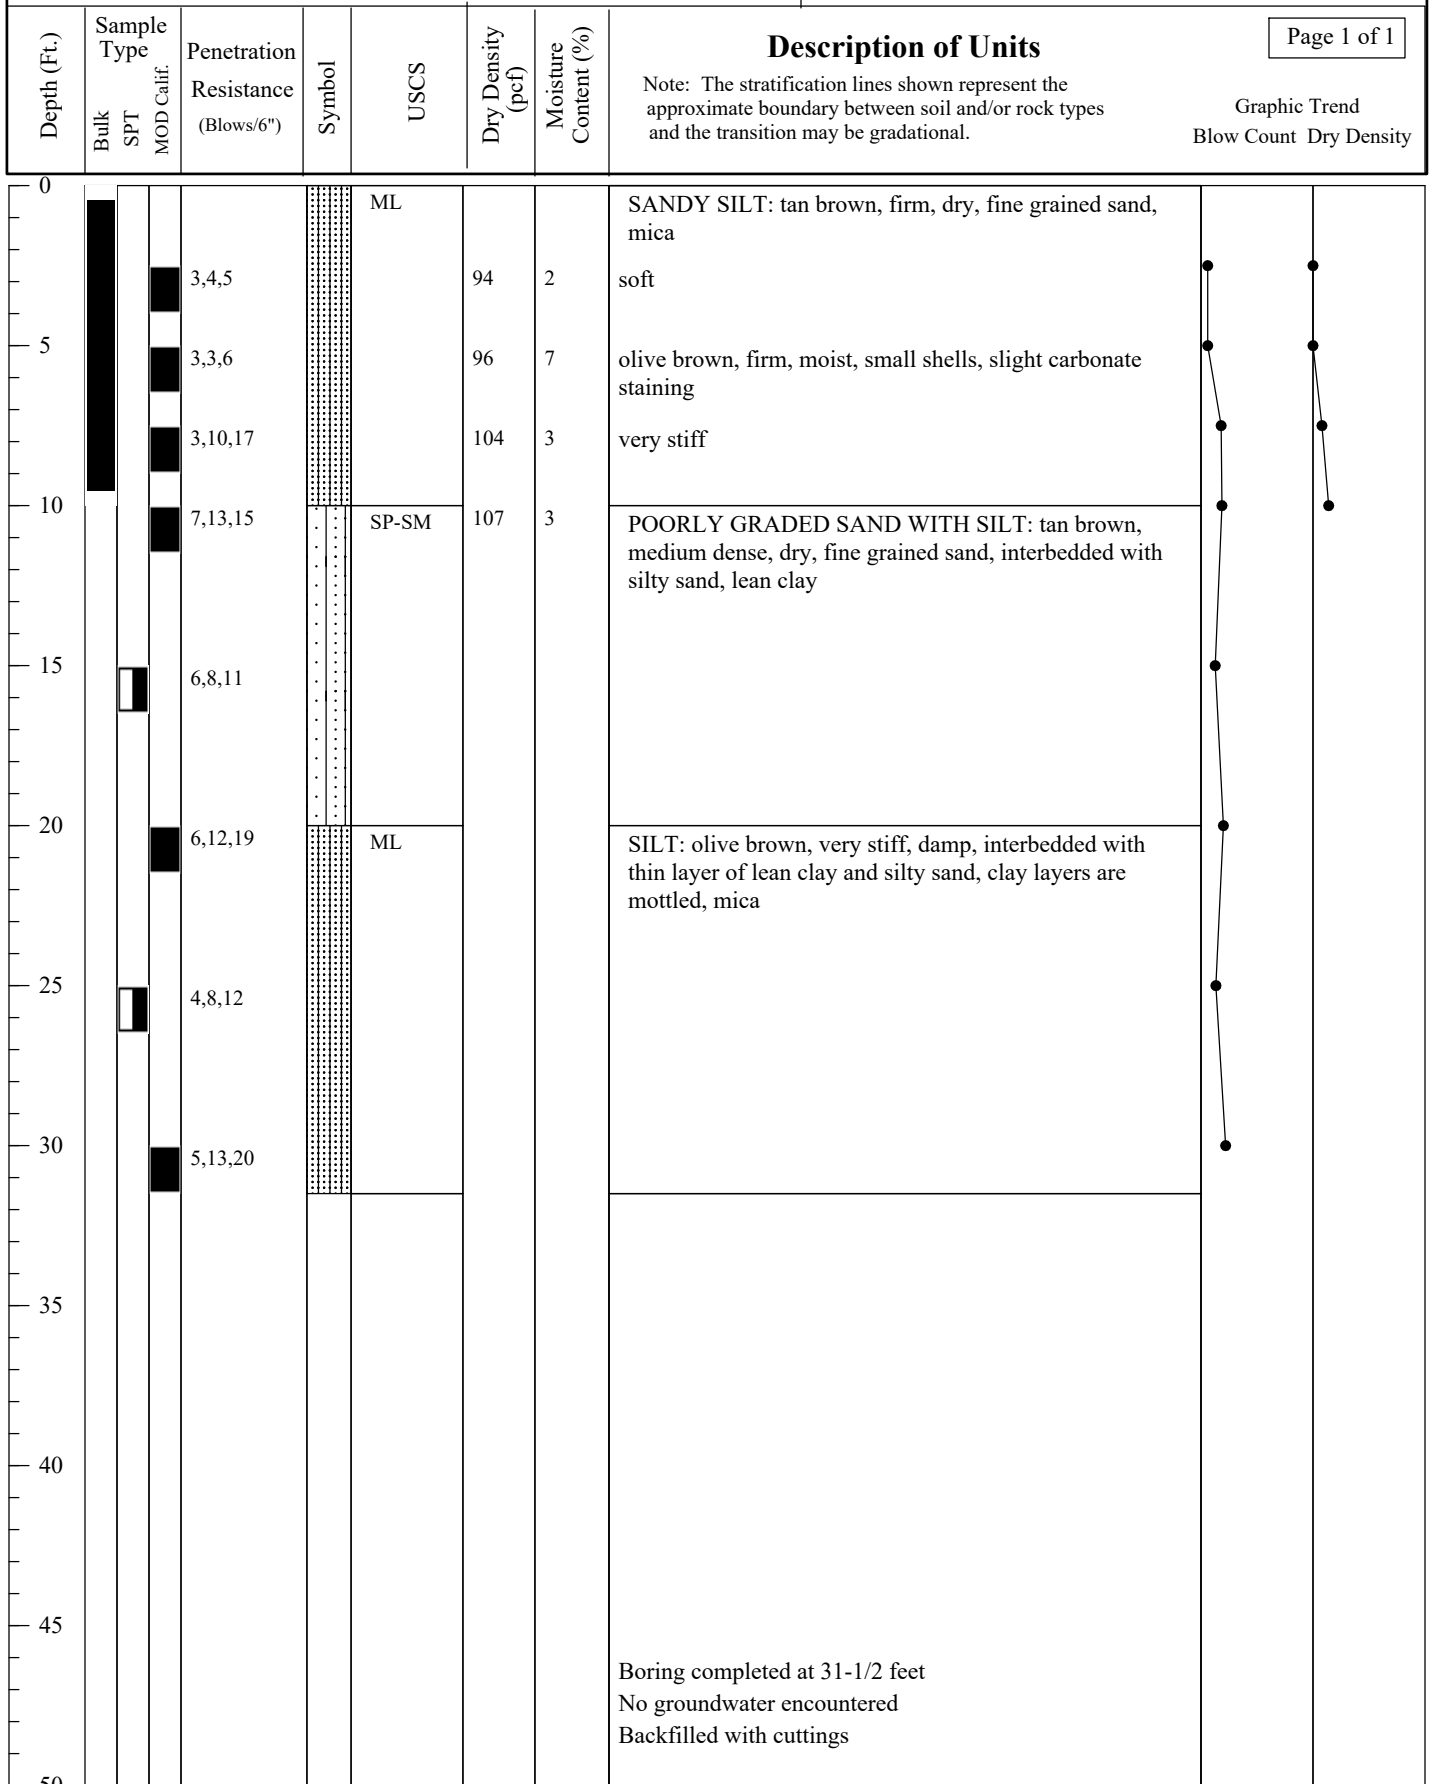 Depth (Ft.)
Sample
Type
Bulk
SPT
MOD Calif.
Penetration
Resistance
(Blows/6")
Symbol
USCS
Dry Density
(pcf)
Moisture
Content (%)
Description of Units
Note: The stratification lines shown represent the
approximate boundary between soil and/or rock types
and the transition may be gradational.
Page 1 of 1
Graphic Trend
Blow Count Dry Density
0
ML
SANDY SILT: tan brown, firm, dry, fine grained sand,
mica
3,4,5 94 2 soft
5
3,3,6 96 7 olive brown, firm, moist, small shells, slight carbonate
staining
3,10,17 104 3 very stiff
10
7,13,15 SP-SM 107 3 POORLY GRADED SAND WITH SILT: tan brown,
medium dense, dry, fine grained sand, interbedded with
silty sand, lean clay
15
6,8,11
20
6,12,19 ML SILT: olive brown, very stiff, damp, interbedded with
thin layer of lean clay and silty sand, clay layers are
mottled, mica
25
4,8,12
30
5,13,20
35
40
45
Boring completed at 31-1/2 feet
No groundwater encountered
Backfilled with cuttings
50